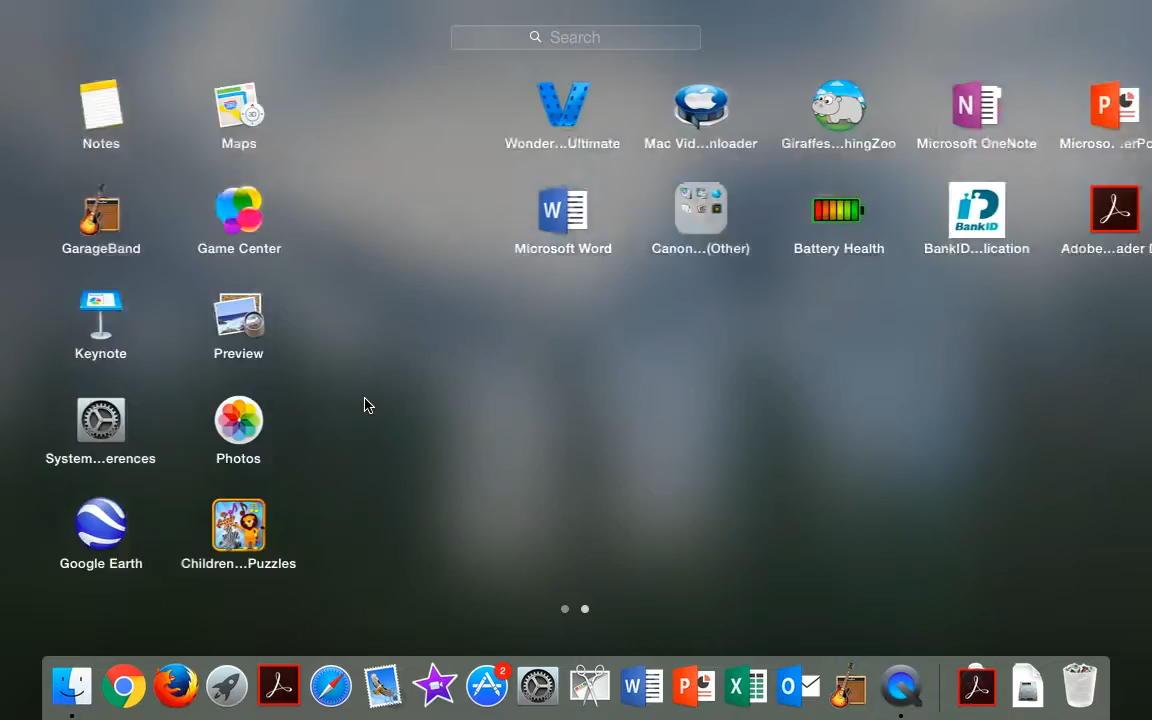 Search
Notes
Maps
Wonder...Ultimate
Mac Vid...nloader
Giraffes...hingZoo
Microsoft OneNote
Microso...erPo
GarageBand
Game Center
Microsoft Word
Canon...(Other)
Battery Health
BankID...lication
Adobe...ader D
Keynote
Preview
System...erences
Photos
Google Earth
Children...Puzzles
2